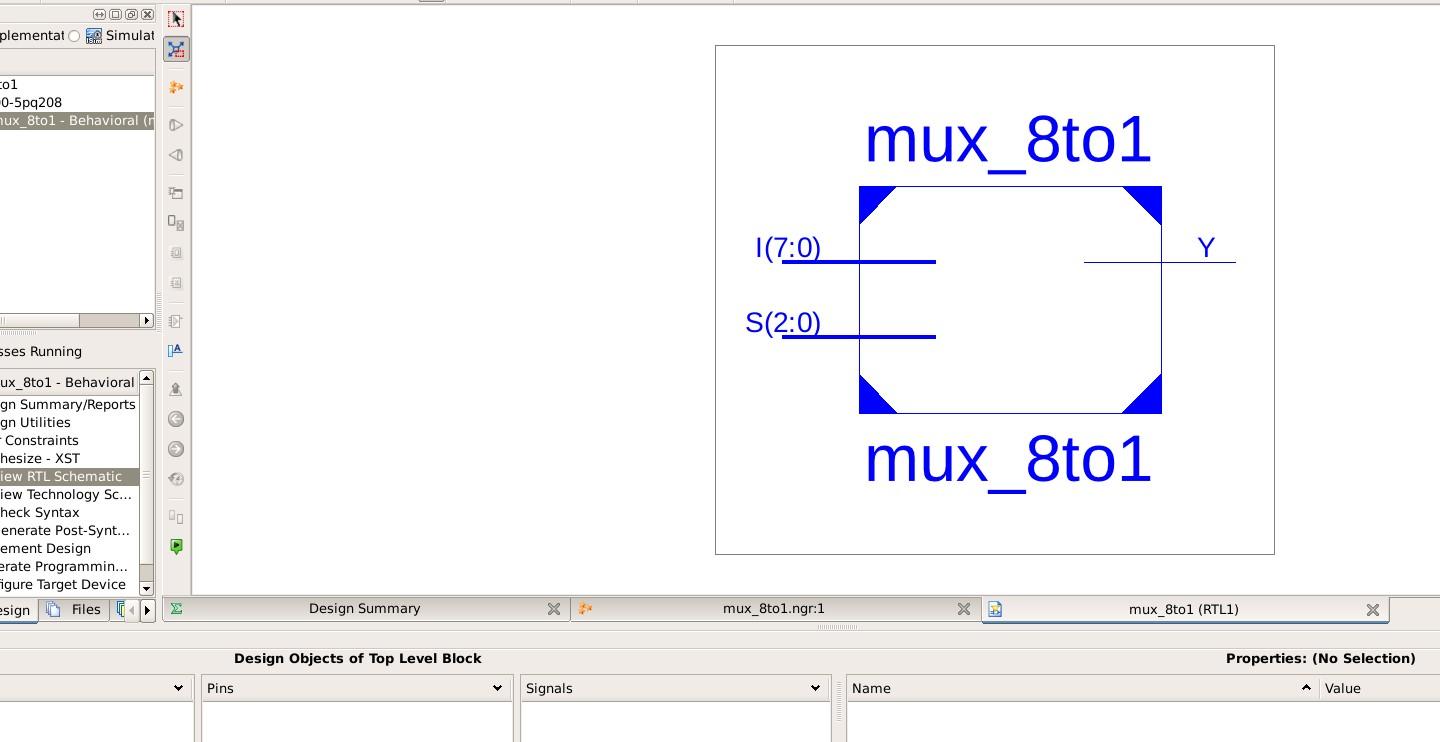 plementat Simulat
to1
0-5pq208
mux_8to1 - Behavioral (m
sses Running
ux_8to1 - Behavioral
gn Summary/Reports
gn Utilities
r Constraints
hesize - XST
iew RTL Schematic
iew Technology Sc...
heck Syntax
enerate Post-Synt...
ement Design
erate Programmin...
figure Target Device
esign Files
mux_8to1
I(7:0) Y
S(2:0)
mux_8to1
Design Summary mux_8to1.ngr:1 mux_8to1 (RTL1)
Design Objects of Top Level Block Properties: (No Selection)
Pins Signals Name Value